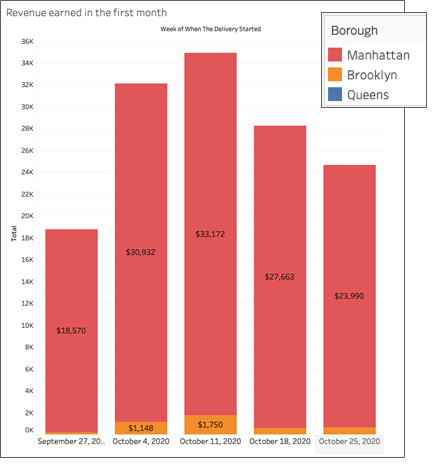 Revenue earned in the first month
Week of When The Delivery Started
Borough
Manhattan
Brooklyn
Queens
Total
36K
34K
32K
30K
28K
26K
24K
22K
20K
18K
16K
14K
12K
10K
8K
6K
4K
2K
0K
$18,570
$30,932
$33,172
$27,663
$23,990
$1,148
$1,750
September 27, 20..
October 4, 2020
October 11, 2020
October 18, 2020
October 25, 2020